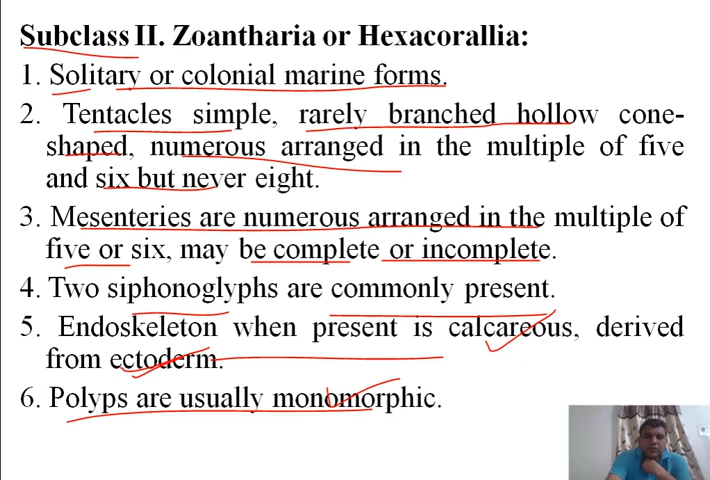 Subclass II. Zoantharia or Hexacorallia:
1. Solitary or colonial marine forms.
2. Tentacles simple, rarely branched hollow cone-
shaped, numerous arranged in the multiple of five
and six but never eight.
3. Mesenteries are numerous arranged in the multiple of
five or six, may be complete or incomplete.
4. Two siphonoglyphs are commonly present.
5. Endoskeleton when present is calcareous, derived
from ectoderm.
6. Polyps are usually monomorphic.